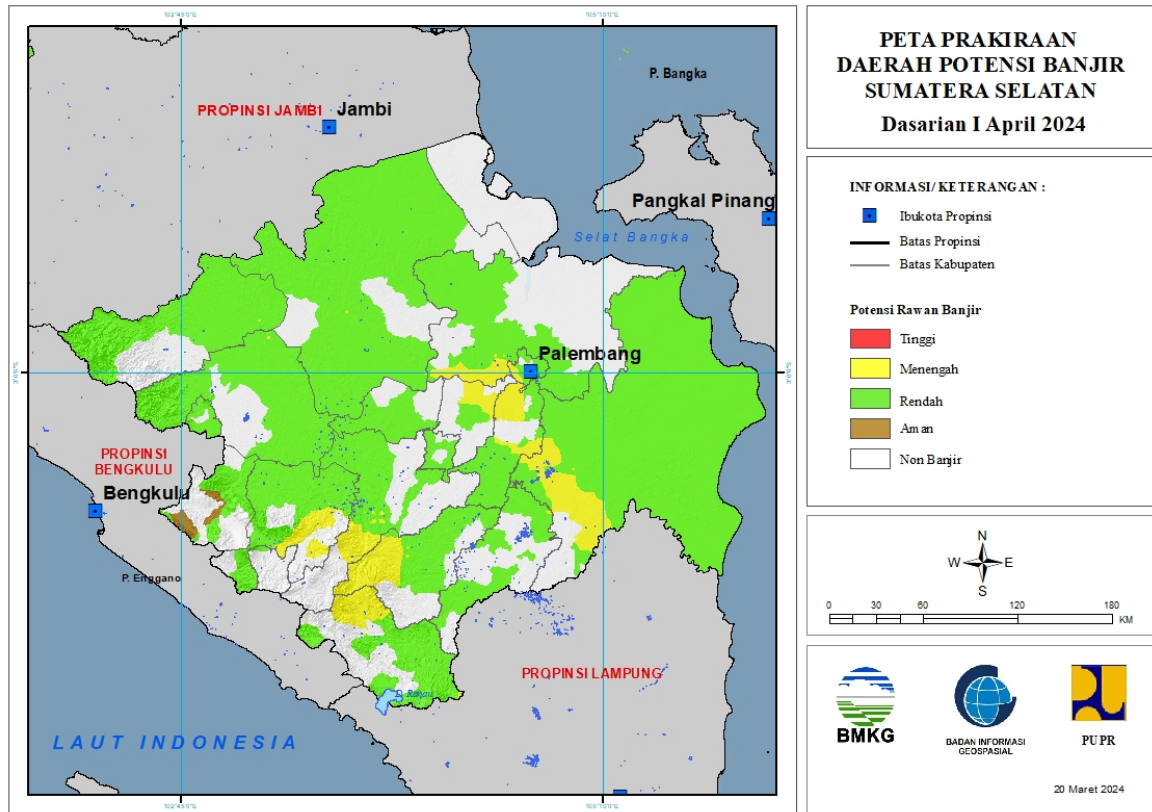 PETA PRAKIRAAN
DAERAH POTENSI BANJIR
SUMATERA SELATAN
Dasarian I April 2024
INFORMASI/ KETERANGAN :
Ibukota Propinsi
Batas Propinsi
Batas Kabupaten
Potensi Rawan Banjir
Tinggi
Menengah
Rendah
Aman
Non Banjir
N
W E
S
0 30 60 120 180
KM
BMKG
BADAN INFORMASI
GEOSPASIAL
PUPR
20 Maret 2024
P. Bangka
PROPINSI JAMBI
Jambi
Pangkal Pinang
Selat Bangka
Palembang
PROPINSI
BENGKULU
Bengkulu
P. Enggano
PROPINSI LAMPUNG
D. Ranau
LAUT INDONESIA